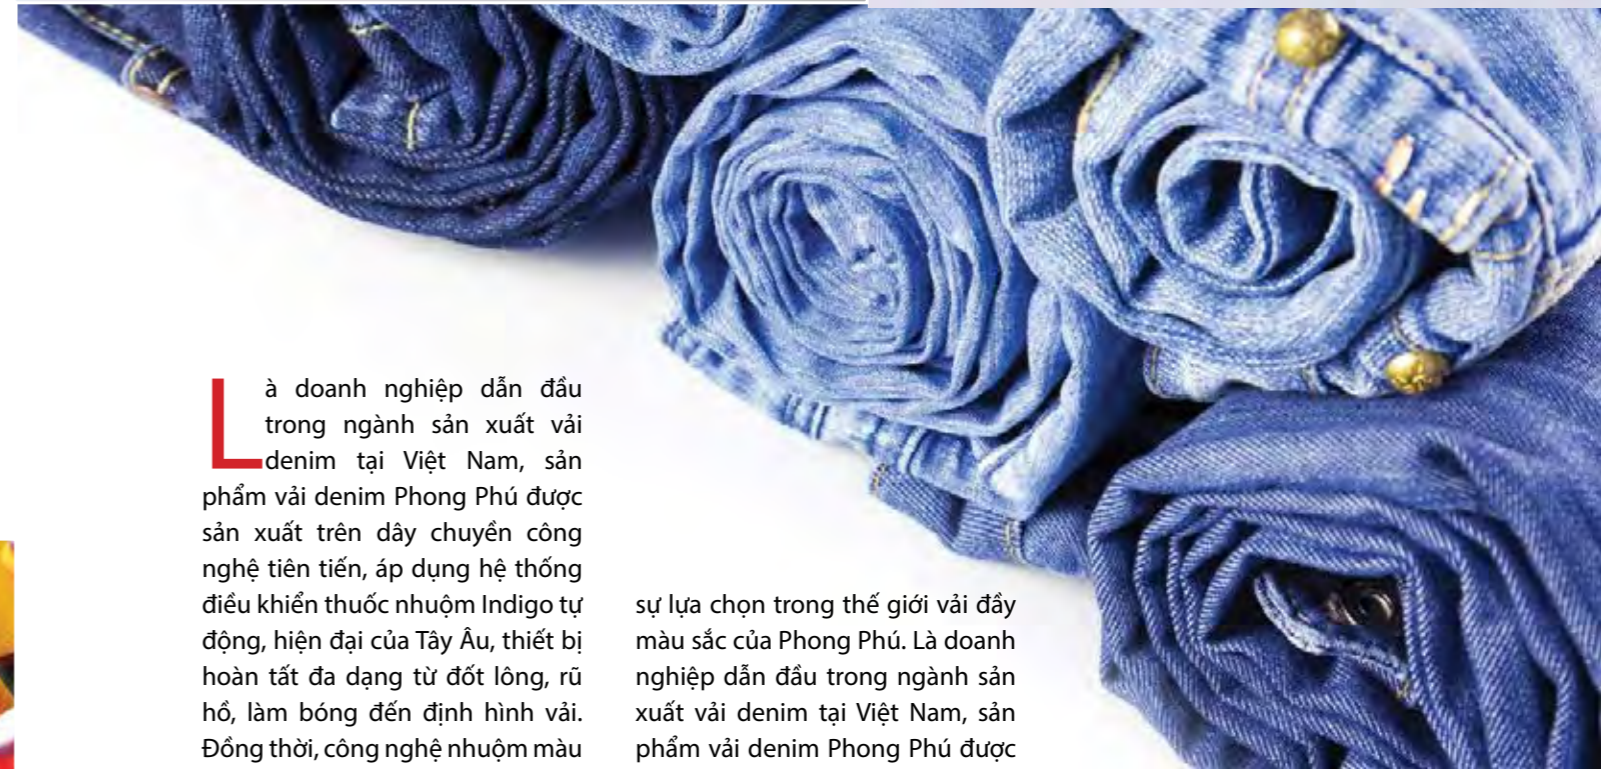 Là doanh nghiệp dẫn đầu
trong ngành sản xuất vải
denim tại Việt Nam, sản
phẩm vải denim Phong Phú được
sản xuất trên dây chuyền công
nghệ tiên tiến, áp dụng hệ thống
điều khiển thuốc nhuộm Indigo tự
động, hiện đại của Tây Âu, thiết bị
hoàn tất đa dạng từ đốt lông, rũ
hồ, làm bóng đến định hình vải.
Đồng thời, công nghệ nhuộm màu
sự lựa chọn trong thế giới vải đầy
màu sắc của Phong Phú. Là doanh
nghiệp dẫn đầu trong ngành sản
xuất vải denim tại Việt Nam, sản
phẩm vải denim Phong Phú được